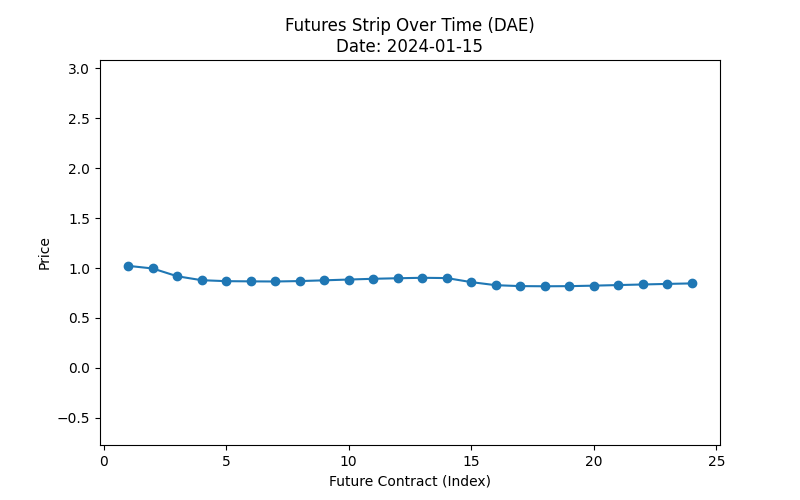 Futures Strip Over Time (DAE)
Date: 2024-01-15
3.0
2.5
2.0
1.5
1.0
0.5
0.0
−0.5
Price
0 5 10 15 20 25
Future Contract (Index)